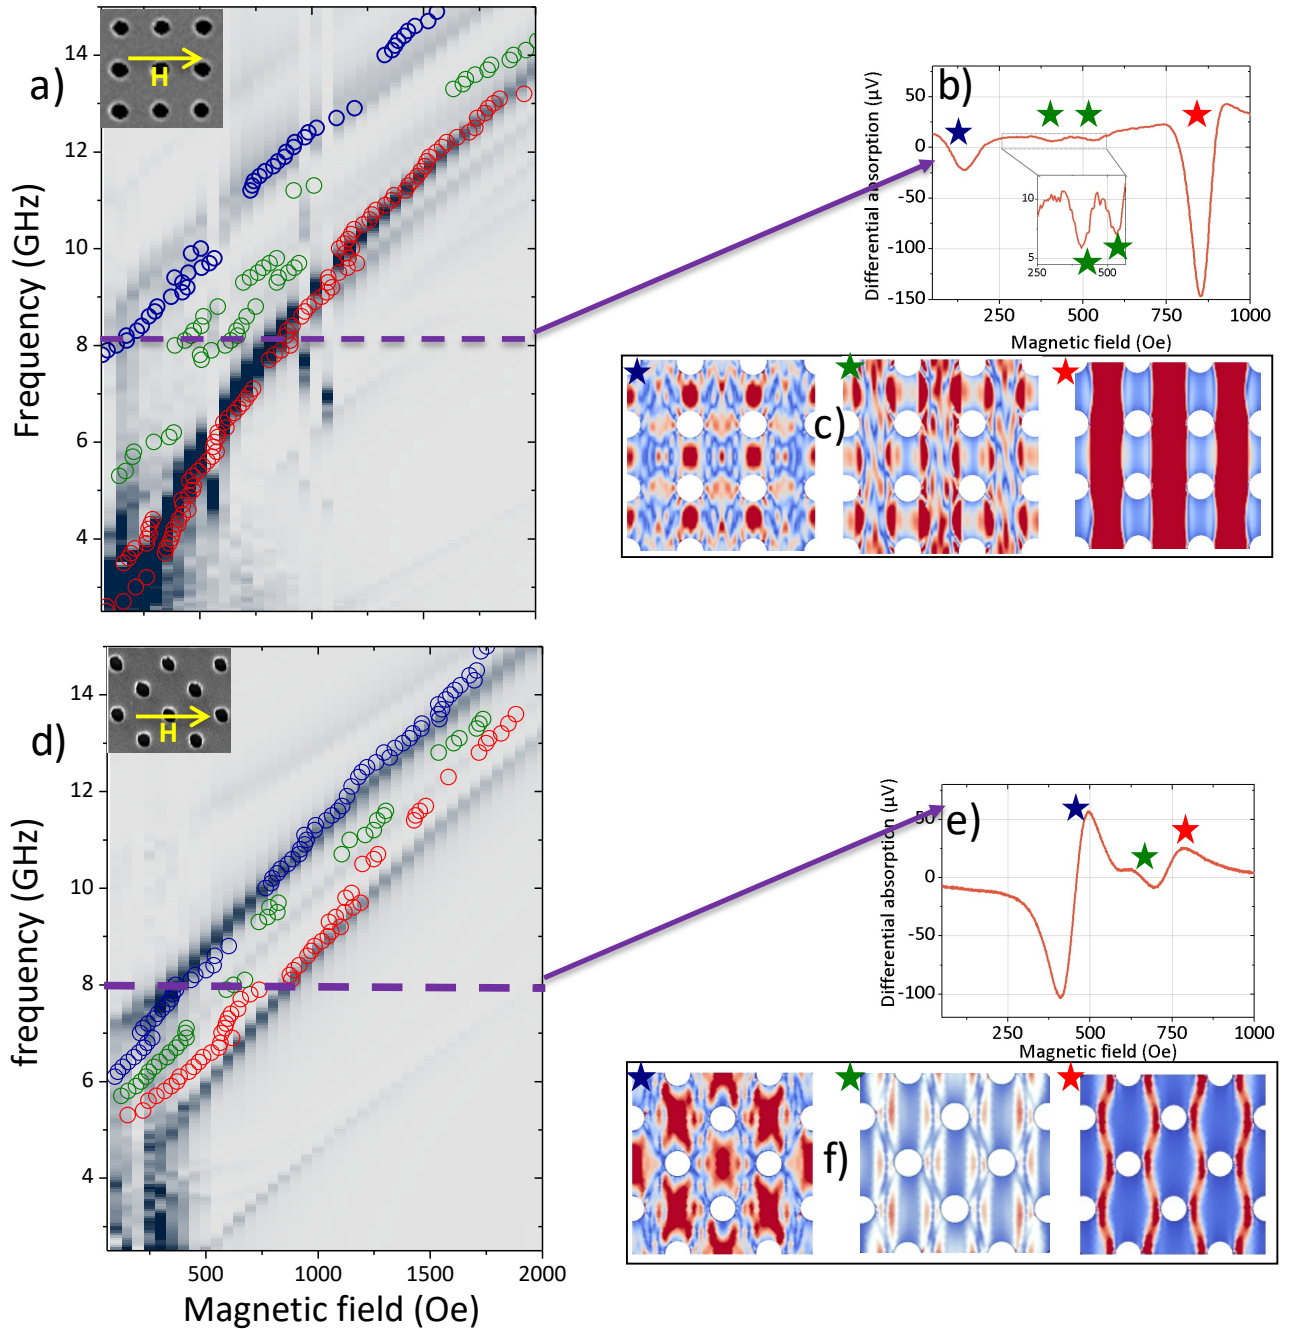 a)
H
Frequency (GHz)
14
12
10
8
6
4
b)
Differential absorption (μV)
50
0
-50
-100
-150
10
5
250
500
250
500
750
1000
Magnetic field (Oe)
c)
d)
H
frequency (GHz)
14
12
10
8
6
4
500
1000
1500
2000
Magnetic field (Oe)
e)
Differential absorption (μV)
50
0
-50
-100
250
500
750
1000
Magnetic field (Oe)
f)